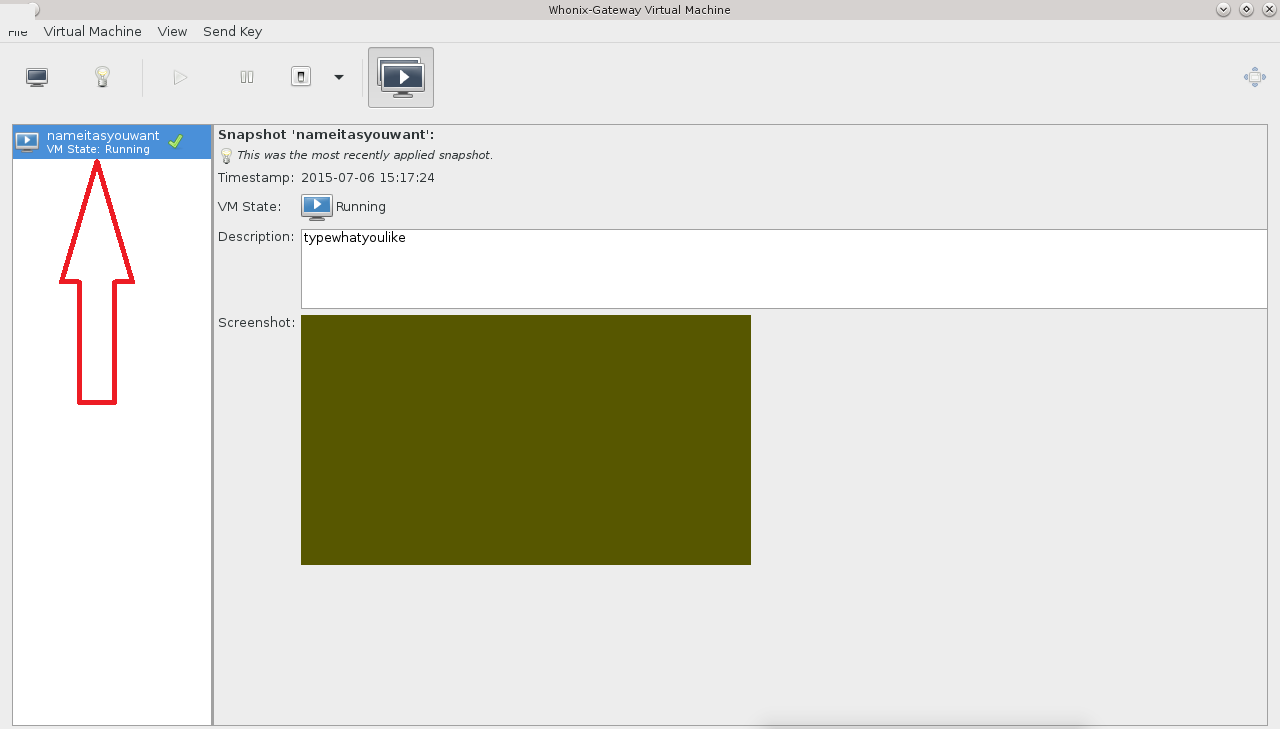 Whonix-Gateway Virtual Machine
File Virtual Machine View Send Key
nameitasyouwant
VM State: Running
Snapshot 'nameitasyouwant':
This was the most recently applied snapshot.
Timestamp: 2015-07-06 15:17:24
VM State: Running
Description: typewhatyoulike
Screenshot: